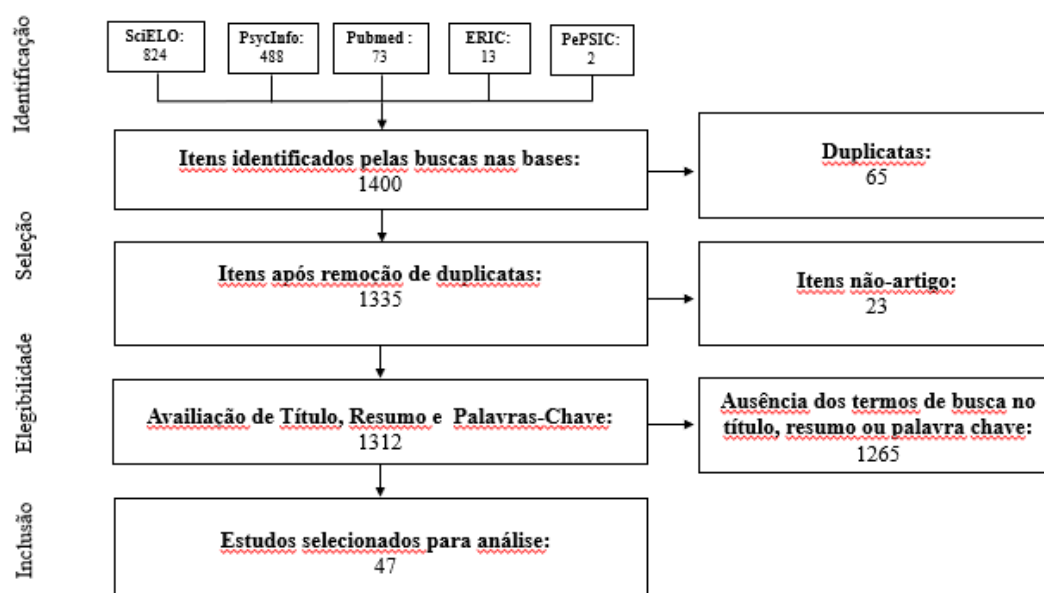 Identificação
SciELO:
824
PsycInfo:
488
Pubmed :
73
ERIC:
13
PePSIC:
2
Itens identificados pelas buscas nas bases:
1400
Duplicatas:
65
Seleção
Itens após remoção de duplicatas:
1335
Itens não-artigo:
23
Elegibilidade
Availiação de Título, Resumo e Palavras-Chave:
1312
Ausência dos termos de busca no
título, resumo ou palavra chave:
1265
Inclusão
Estudos selecionados para análise:
47